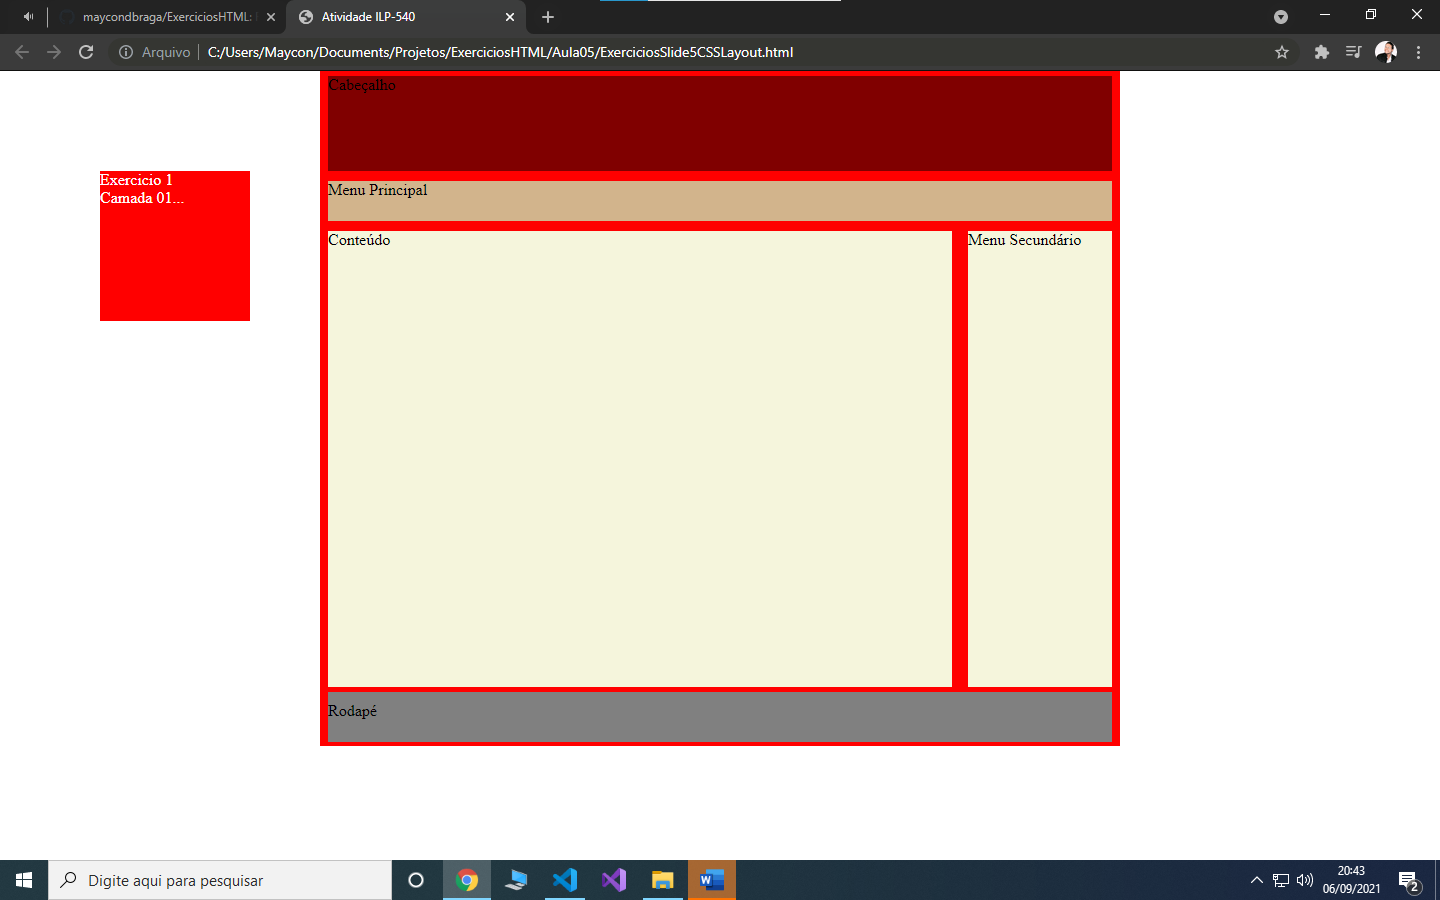 maycondbraga/ExerciciosHTML:
Atividade ILP-540
Arquivo
C:/Users/Maycon/Documents/Projetos/ExerciciosHTML/Aula05/ExerciciosSlide5CSSLayout.html
Cabeçalho
Exercicio 1
Camada 01...
Menu Principal
Conteúdo
Menu Secundário
Rodapé
Digite aqui para pesquisar
20:43
06/09/2021
2